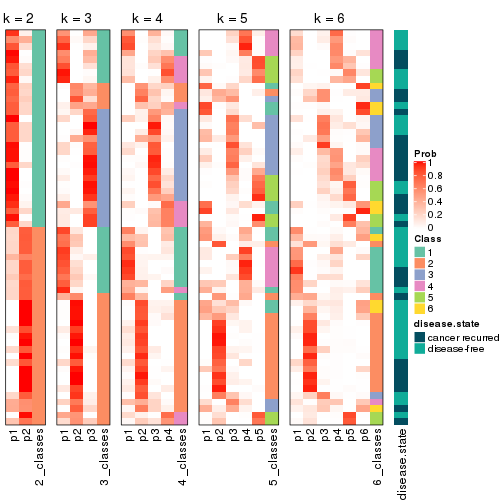 k = 2 k = 3 k = 4 k = 5 k = 6
Prob
1
0.8
0.6
0.4
0.2
0
Class
1
2
3
4
5
6
disease.state
cancer recurred
disease-free
p1 p2 2_classes p1 p2 p3 3_classes p1 p2 p3 p4 4_classes p1 p2 p3 p4 p5 5_classes p1 p2 p3 p4 p5 p6 6_classes disease.state